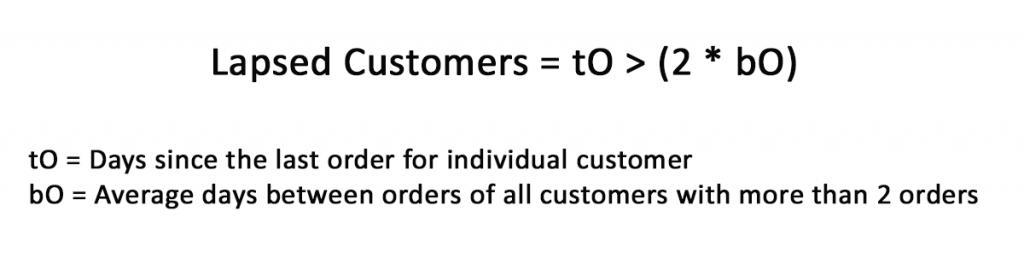 Lapsed Customers = tO > (2 * bO)
tO = Days since the last order for individual customer
bO = Average days between orders of all customers with more than 2 orders